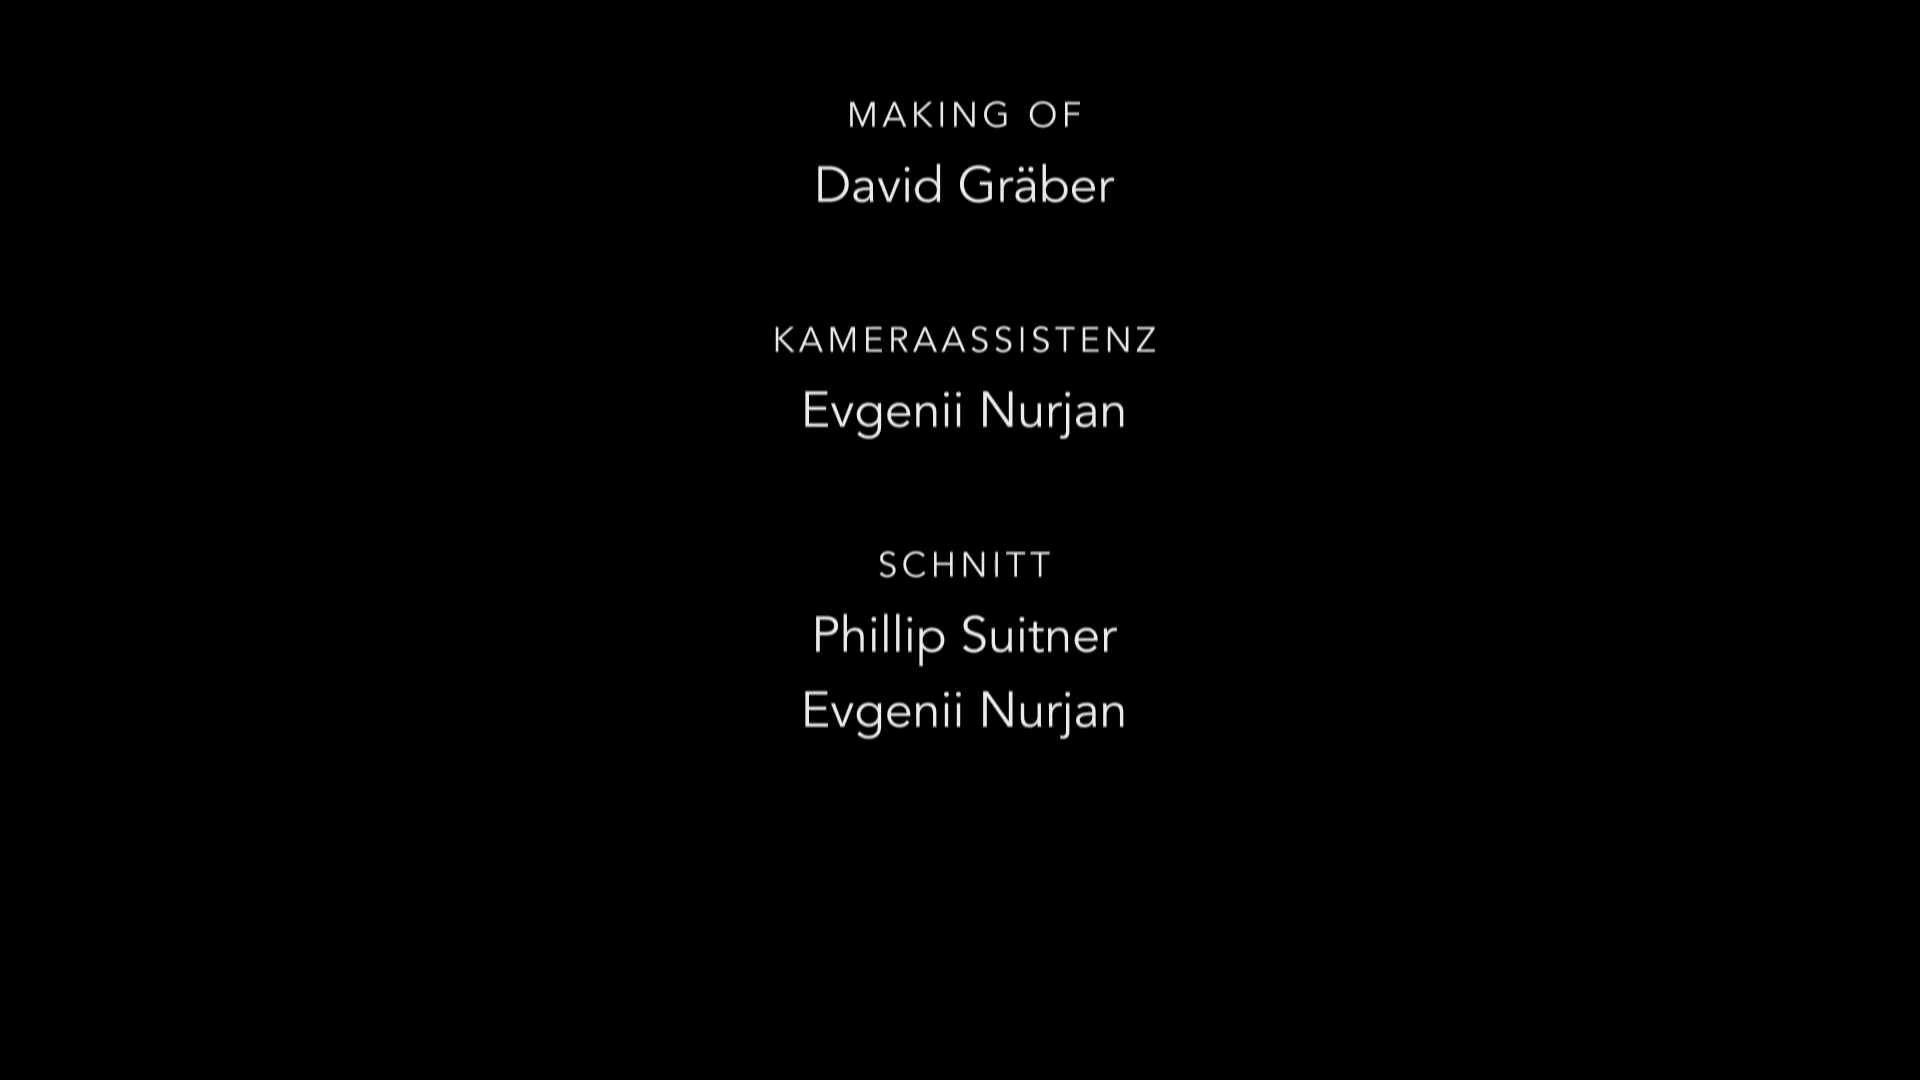 MAKING OF
David Gräber
KAMERAASSISTENZ
Evgenii Nurjan
SCHNITT
Phillip Suitner
Evgenii Nurjan